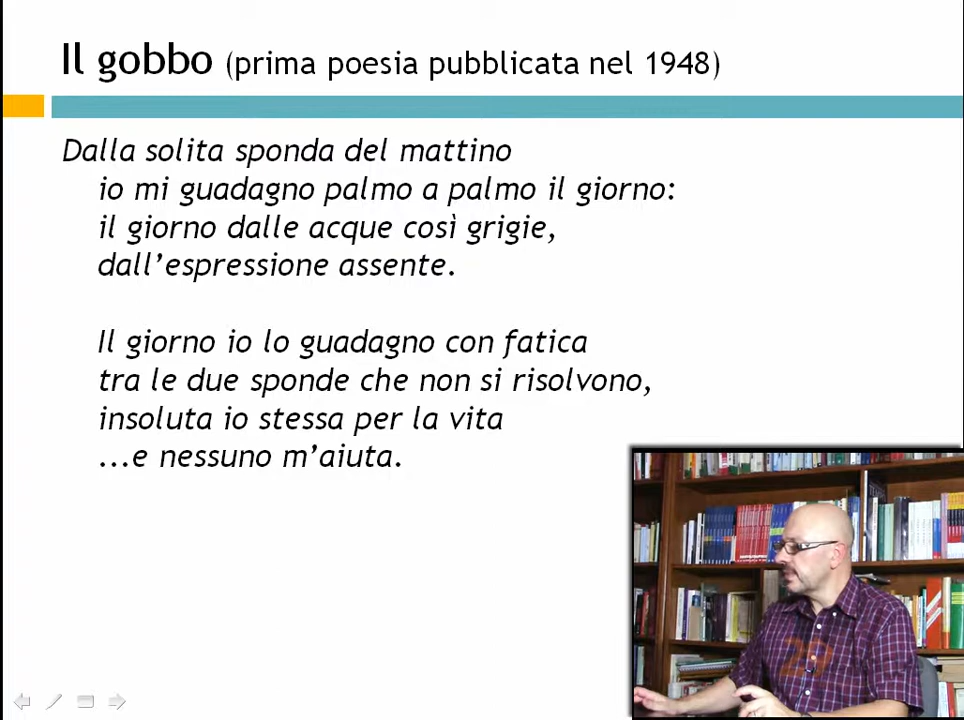 Il gobbo (prima poesia pubblicata nel 1948)
Dalla solita sponda del mattino
io mi guadagno palmo a palmo il giorno:
il giorno dalle acque così grigie,
dall’espressione assente.
Il giorno io lo guadagno con fatica
tra le due sponde che non si risolvono,
insoluta io stessa per la vita
...e nessuno m’aiuta.